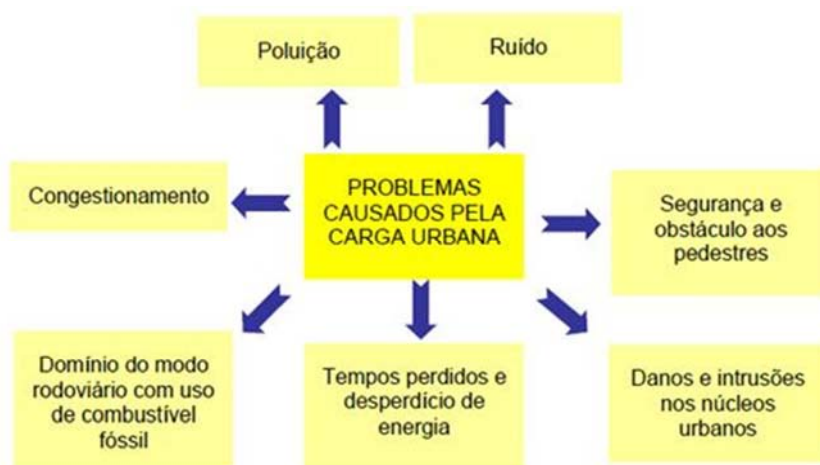 Poluição
Ruído
Congestionamento
PROBLEMAS
CAUSADOS PELA
CARGA URBANA
Segurança e
obstáculo aos
pedestres
Domínio do modo
rodoviário com uso
de combustível
fóssil
Tempos perdidos e
desperdício de
energia
Danos e intrusões
nos núcleos
urbanos